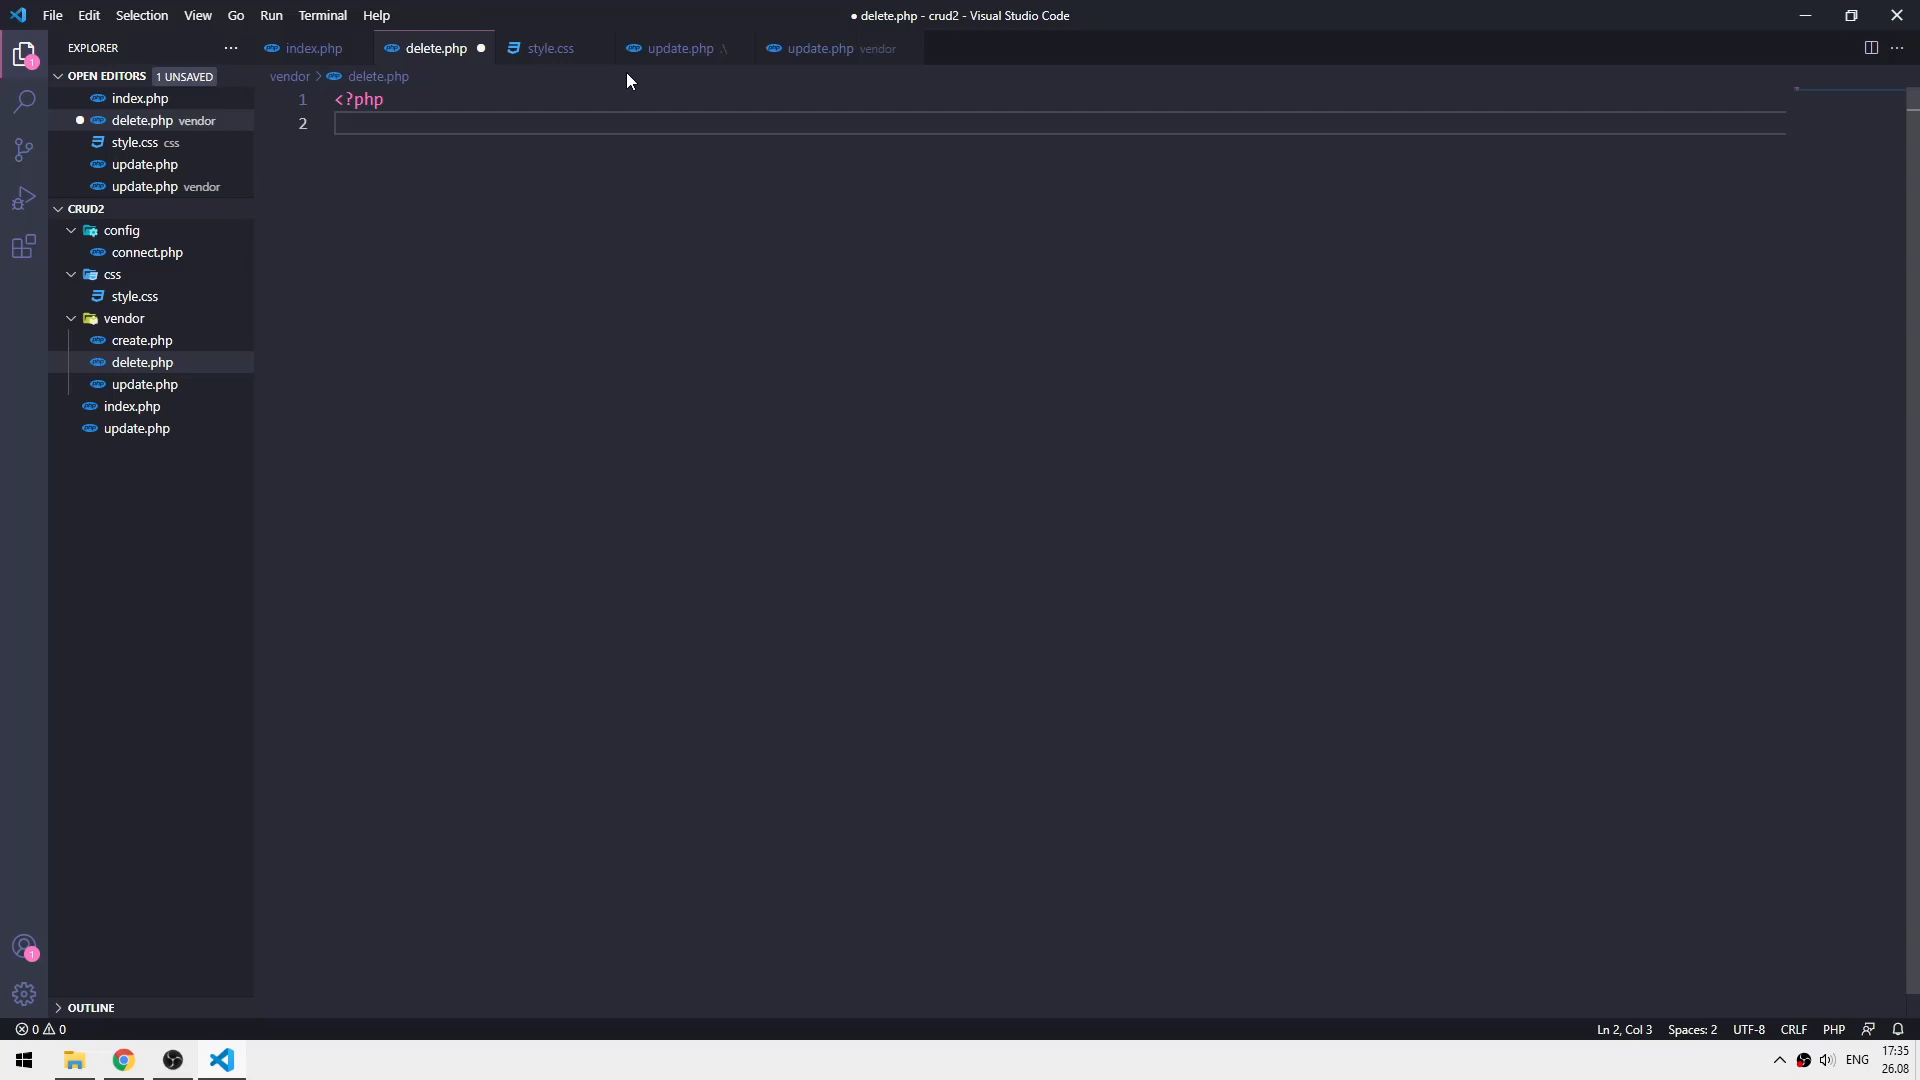 File Edit Selection View Go Run Terminal Help
● delete.php - crud2 - Visual Studio Code
EXPLORER
index.php
delete.php
style.css
update.php .\
update.php vendor
OPEN EDITORS 1 UNSAVED
index.php
delete.php vendor
style.css css
update.php
update.php vendor
CRUD2
config
connect.php
css
style.css
vendor
create.php
delete.php
update.php
index.php
update.php
OUTLINE
vendor > delete.php
1 <?php
2
1
1
0 0
Ln 2, Col 3 Spaces: 2 UTF-8 CRLF PHP
ENG
17:35
26.08